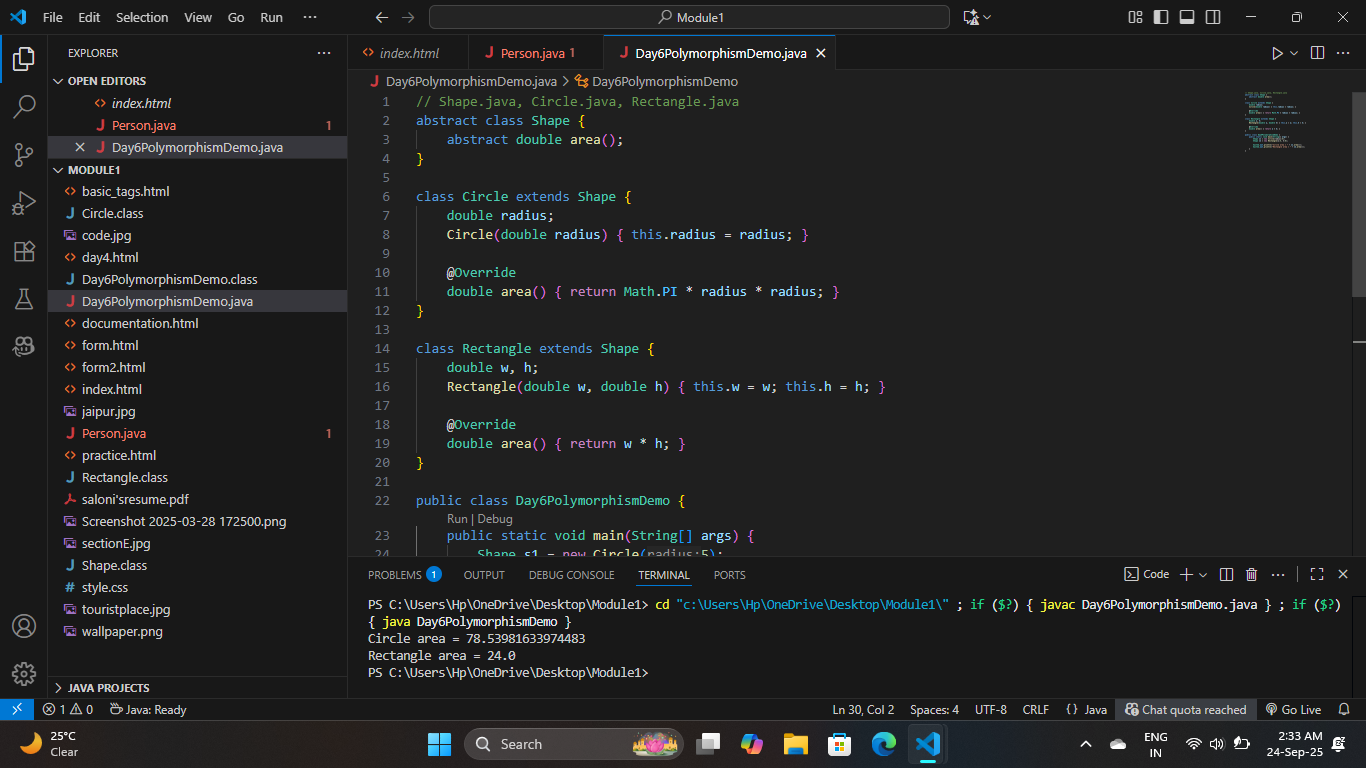 File Edit Selection View Go Run ···
Module1
EXPLORER ···
OPEN EDITORS
index.html
Person.java 1
Day6PolymorphismDemo.java
MODULE1
basic_tags.html
Circle.class
code.jpg
day4.html
Day6PolymorphismDemo.class
Day6PolymorphismDemo.java
documentation.html
form.html
form2.html
index.html
jaipur.jpg
Person.java 1
practice.html
Rectangle.class
saloni'sresume.pdf
Screenshot 2025-03-28 172500.png
sectionE.jpg
Shape.class
style.css
touristplace.jpg
wallpaper.png
JAVA PROJECTS
index.html Person.java 1 Day6PolymorphismDemo.java
Day6PolymorphismDemo.java > Day6PolymorphismDemo
1 // Shape.java, Circle.java, Rectangle.java
2 abstract class Shape {
3     abstract double area();
4 }
5
6 class Circle extends Shape {
7     double radius;
8     Circle(double radius) { this.radius = radius; }
9
10     @Override
11     double area() { return Math.PI * radius * radius; }
12 }
13
14 class Rectangle extends Shape {
15     double w, h;
16     Rectangle(double w, double h) { this.w = w; this.h = h; }
17
18     @Override
19     double area() { return w * h; }
20 }
21
22 public class Day6PolymorphismDemo {
Run | Debug
23     public static void main(String[] args) {
24         Shape s1 = new Circle(radius:5);
PROBLEMS 1 OUTPUT DEBUG CONSOLE TERMINAL PORTS
Code
PS C:\Users\Hp\OneDrive\Desktop\Module1> cd "c:\Users\Hp\OneDrive\Desktop\Module1\" ; if ($?) { javac Day6PolymorphismDemo.java } ; if ($?)
{ java Day6PolymorphismDemo }
Circle area = 78.53981633974483
Rectangle area = 24.0
PS C:\Users\Hp\OneDrive\Desktop\Module1>
1 0 Java: Ready
Ln 30, Col 2 Spaces: 4 UTF-8 CRLF {} Java Chat quota reached Go Live
25°C
Clear
Search
ENG
IN
2:33 AM
24-Sep-25